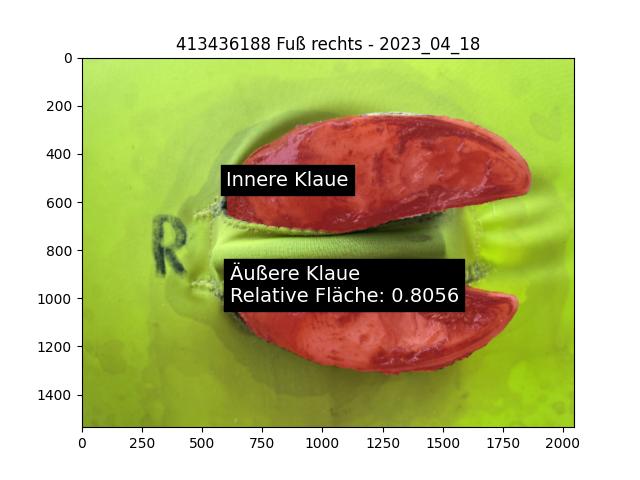 413436188 Fuß rechts - 2023_04_18
0
200
400
600
800
1000
1200
1400
R
Innere Klaue
Äußere Klaue
Relative Fläche: 0.8056
0 250 500 750 1000 1250 1500 1750 2000